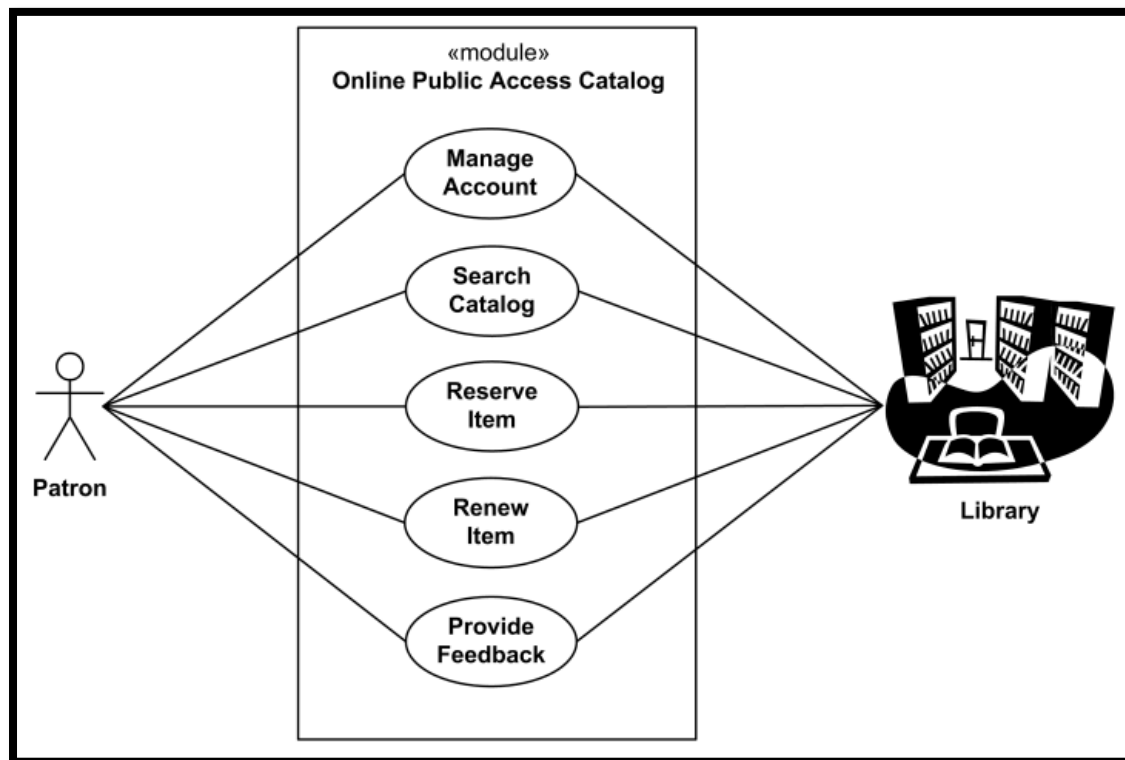 «module»
Online Public Access Catalog
Manage
Account
Search
Catalog
Reserve
Item
Patron
Renew
Item
Library
Provide
Feedback